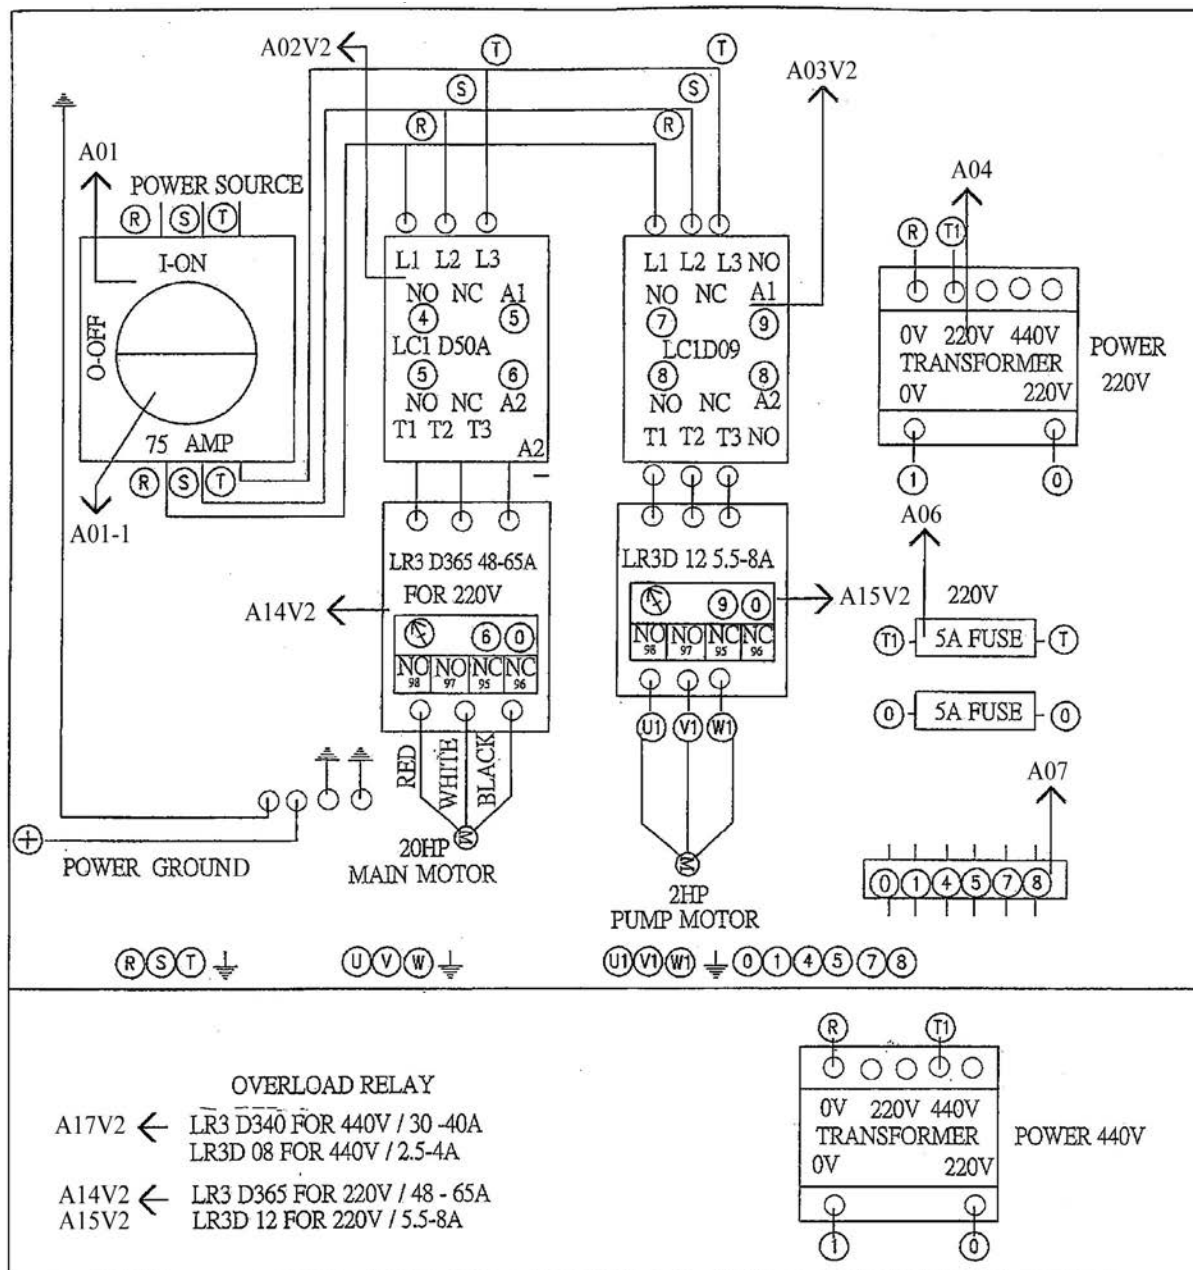 A02V2
T
T
A03V2
S
S
R
R
A01
POWER SOURCE
R S T
A04
R T1
I-ON
O-OFF
75 AMP
R S T
A01-1
L1 L2 L3
NO NC A1
4 5
LC1 D50A
5 6
NO NC A2
T1 T2 T3
A2
L1 L2 L3 NO
NO NC A1
7 9
LC1D09
8 8
NO NC A2
T1 T2 T3 NO
0V 220V 440V
TRANSFORMER
0V 220V
POWER
220V
1 0
LR3 D365 48-65A
FOR 220V
A14V2
6 0
NO NO NC NC
98 97 95 96
LR3D 12 5.5-8A
A15V2
9 0
NO NO NC NC
98 97 95 96
A06
220V
T1 5A FUSE T
0 5A FUSE 0
U1 V1 W1
RED
WHITE
BLACK
M
20HP
MAIN MOTOR
M
2HP
PUMP MOTOR
POWER GROUND
A07
0 1 4 5 7 8
R S T
U V W
U1 V1 W1 0 1 4 5 7 8
OVERLOAD RELAY
A17V2
LR3 D340 FOR 440V / 30 -40A
LR3D 08 FOR 440V / 2.5-4A
A14V2
LR3 D365 FOR 220V / 48 - 65A
A15V2
LR3D 12 FOR 220V / 5.5-8A
R T1
0V 220V 440V
TRANSFORMER
0V 220V
POWER 440V
1 0